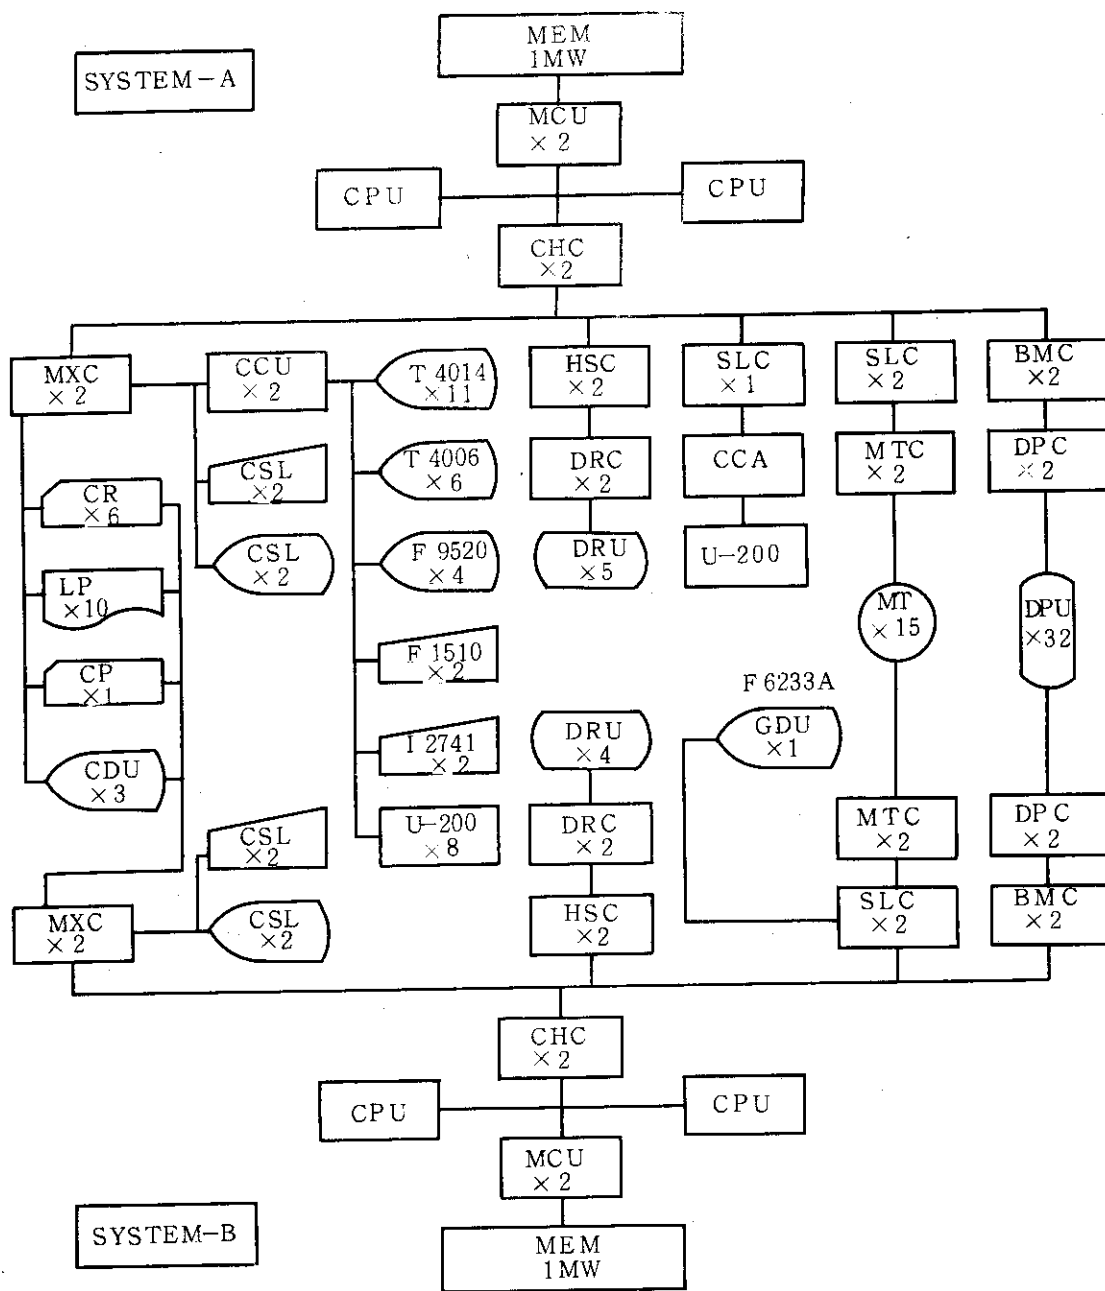 MEM
1MW
SYSTEM-A
MCU
×2
CPU
CPU
CHC
×2
MXC
×2
CCU
×2
T 4014
×11
HSC
×2
SLC
×1
SLC
×2
BMC
×2
CSL
×2
T 4006
×6
DRC
×2
CCA
MTC
×2
DPC
×2
CR
×6
CSL
×2
F 9520
×4
DRU
×5
U-200
LP
×10
MT
×15
DPU
×32
CP
×1
F 1510
×2
F 6233A
CDU
×3
I 2741
×2
DRU
×4
GDU
×1
CSL
×2
U-200
×8
DRC
×2
MTC
×2
DPC
×2
MXC
×2
CSL
×2
HSC
×2
SLC
×2
BMC
×2
CHC
×2
CPU
CPU
MCU
×2
SYSTEM-B
MEM
1MW